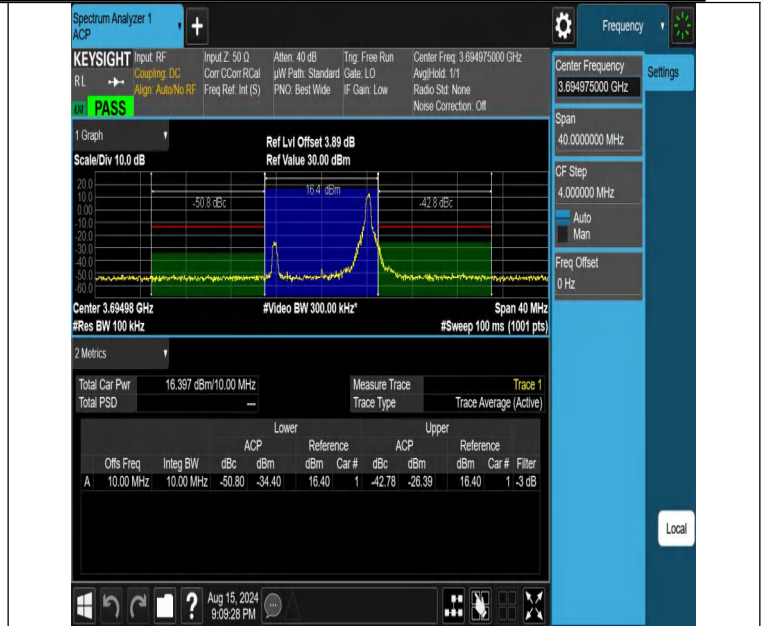 Spectrum Analyzer 1
ACP
+
Frequency
KEYSIGHT
RL
PASS
Input: RF
Coupling: DC
Align: Auto/No RF
Input Z: 50 Ω
Corr CCorr RCal
Freq Ref: Int (S)
Atten: 40 dB
µW Path: Standard
PNO: Best Wide
Trig: Free Run
Gate: LO
IF Gain: Low
Center Freq: 3.694975000 GHz
Avg|Hold: 1/1
Radio Std: None
Noise Correction: Off
Center Frequency
3.694975000 GHz
Settings
Span
40.0000000 MHz
CF Step
4.000000 MHz
Auto
Man
Freq Offset
0 Hz
1 Graph
Scale/Div 10.0 dB
Ref Lvl Offset 3.89 dB
Ref Value 30.00 dBm
20.0
10.0
0.00
-10.0
-20.0
-30.0
-40.0
-50.0
-60.0
-50.8 dBc
16.4 dBm
-42.8 dBc
Center 3.69498 GHz
#Video BW 300.00 kHz*
Span 40 MHz
#Res BW 100 kHz
#Sweep 100 ms (1001 pts)
2 Metrics
Total Car Pwr 16.397 dBm/10.00 MHz
Total PSD ---
Measure Trace Trace 1
Trace Type Trace Average (Active)
Lower Upper
ACP Reference ACP Reference
Offs Freq Integ BW dBc dBm dBm Car # dBc dBm dBm Car # Filter
A 10.00 MHz 10.00 MHz -50.80 -34.40 16.40 1 -42.78 -26.39 16.40 1 -3 dB
Local
?
Aug 15, 2024
9:09:28 PM